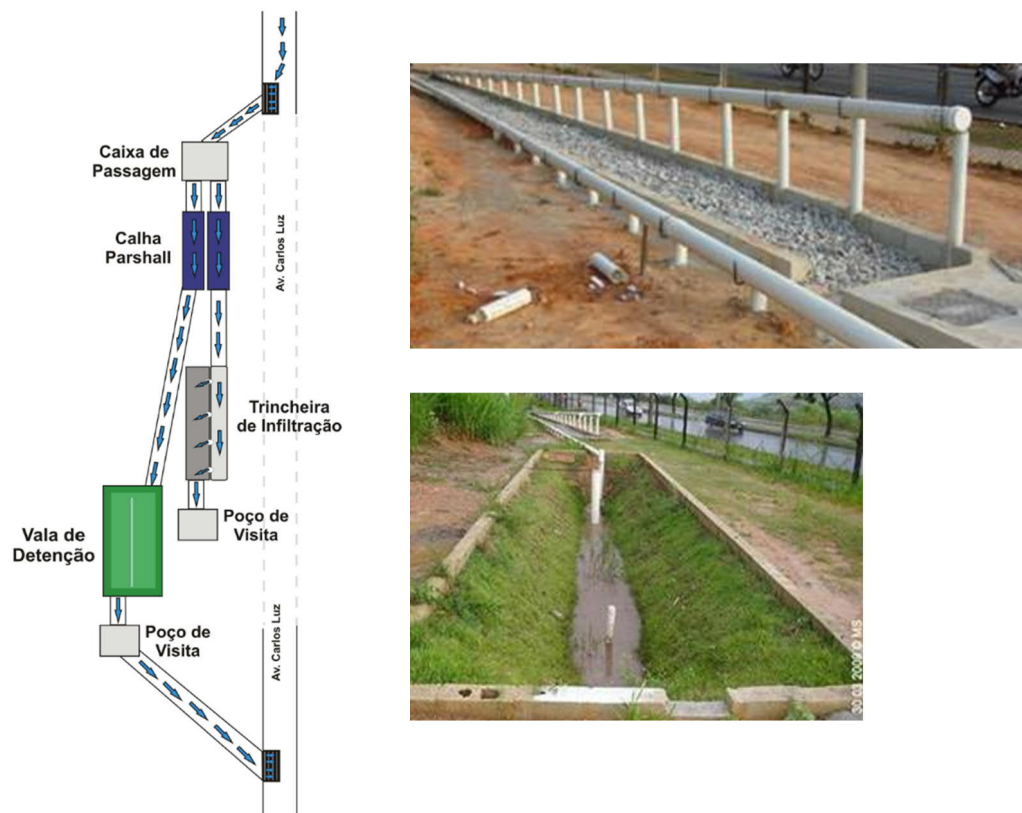 Caixa de
Passagem
Calha
Parshall
Av. Carlos Luz
Trincheira
de Infiltração
Vala de
Detenção
Poço de
Visita
Poço de
Visita
Av. Carlos Luz